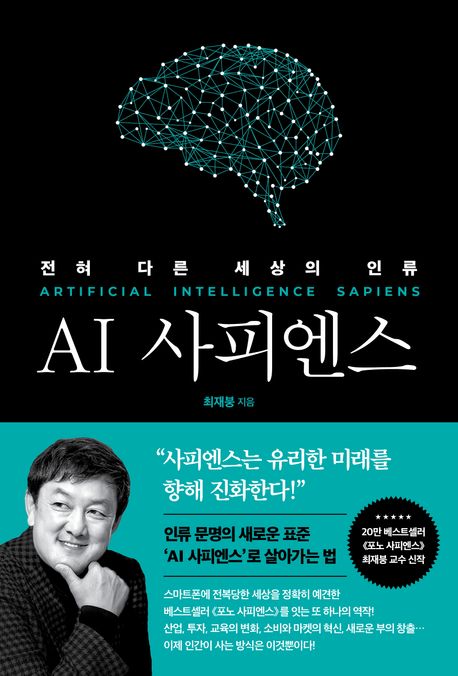 전혀 다른 세상의 인류
ARTIFICIAL INTELLIGENCE SAPIENS
AI 사피엔스
최재붕 지음
“사피엔스는 유리한 미래를
향해 진화한다!”
인류 문명의 새로운 표준
‘AI 사피엔스’로 살아가는 법
★★★★★
20만 베스트셀러
《포노 사피엔스》
최재붕 교수 신작
스마트폰에 전복당한 세상을 정확히 예견한
베스트셀러 《포노 사피엔스》를 잇는 또 하나의 역작!
산업, 투자, 교육의 변화, 소비와 마켓의 혁신, 새로운 부의 창출…
이제 인간이 사는 방식은 이것뿐이다!